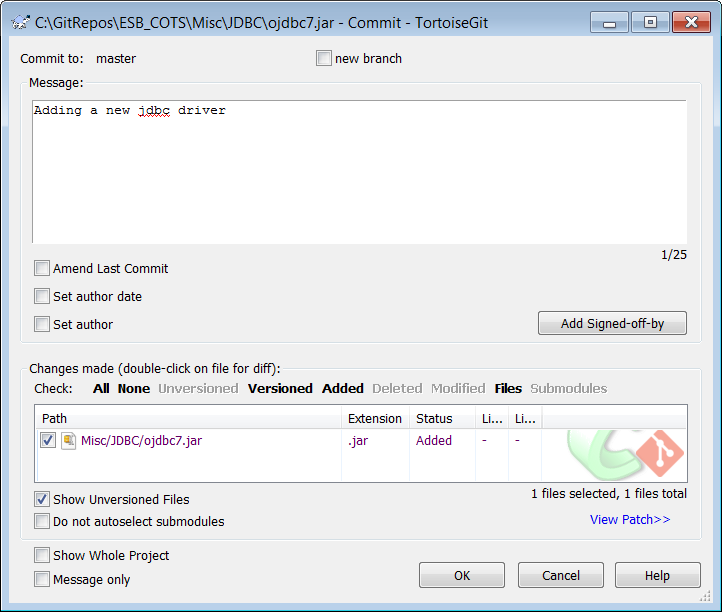 C:\GitRepos\ESB_COTS\Misc\JDBC\ojdbc7.jar - Commit - TortoiseGit
Commit to: master new branch
Message:
Adding a new jdbc driver
1/25
Amend Last Commit
Set author date
Set author
Add Signed-off-by
Changes made (double-click on file for diff):
Check: All None Unversioned Versioned Added Deleted Modified Files Submodules
Path Extension Status Li... Li...
Misc/JDBC/ojdbc7.jar .jar Added - -
Show Unversioned Files
1 files selected, 1 files total
Do not autoselect submodules
View Patch>>
Show Whole Project
Message only
OK Cancel Help